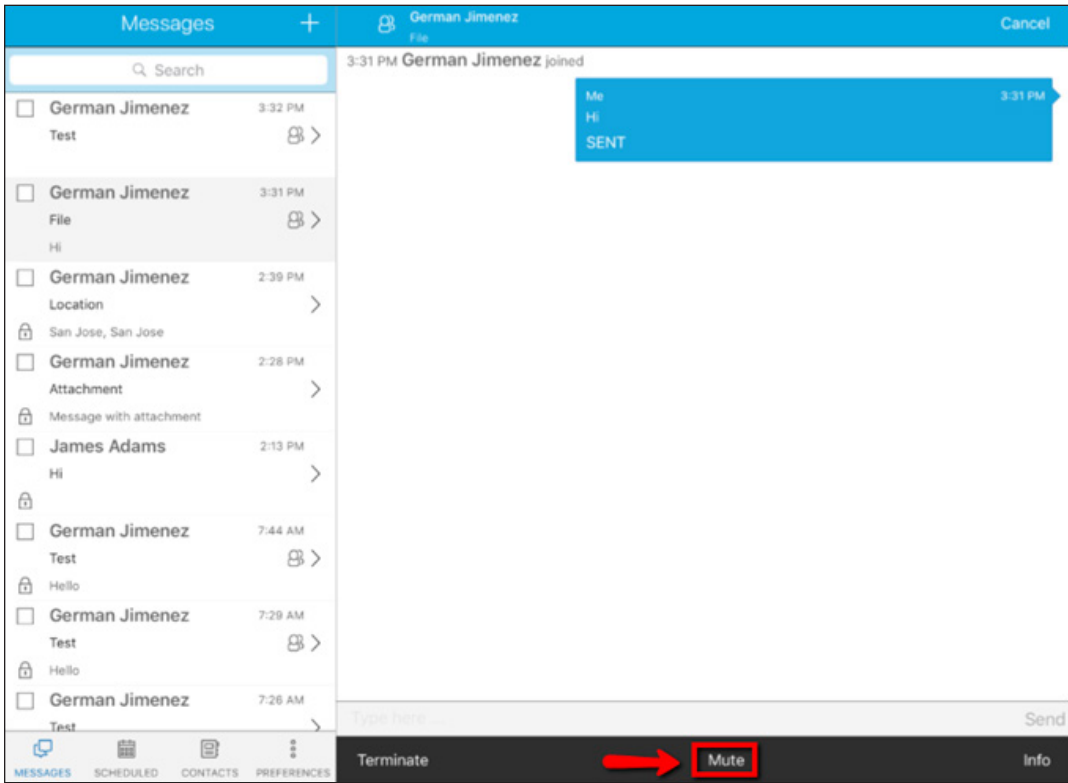 Messages
Search
German Jimenez 3:32 PM
Test
German Jimenez 3:31 PM
File
Hi
German Jimenez 2:39 PM
Location
San Jose, San Jose
German Jimenez 2:28 PM
Attachment
Message with attachment
James Adams 2:13 PM
Hi
German Jimenez 7:44 AM
Test
Hello
German Jimenez 7:29 AM
Test
Hello
German Jimenez 7:26 AM
Test
MESSAGES SCHEDULED CONTACTS PREFERENCES
German Jimenez Cancel
File
3:31 PM German Jimenez joined
Me 3:31 PM
Hi
SENT
Type here ... Send
Terminate Mute Info